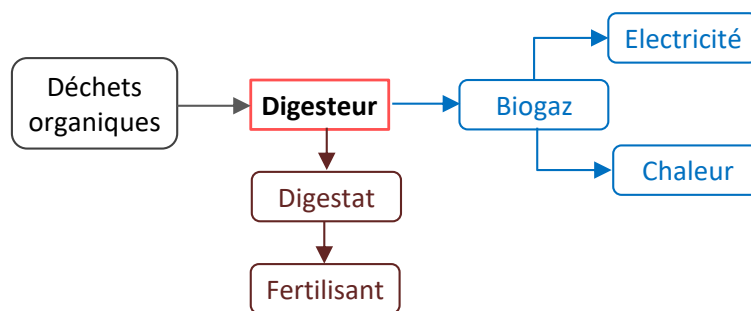 Electricité
Déchets
organiques
Digesteur
Biogaz
Chaleur
Digestat
Fertilisant